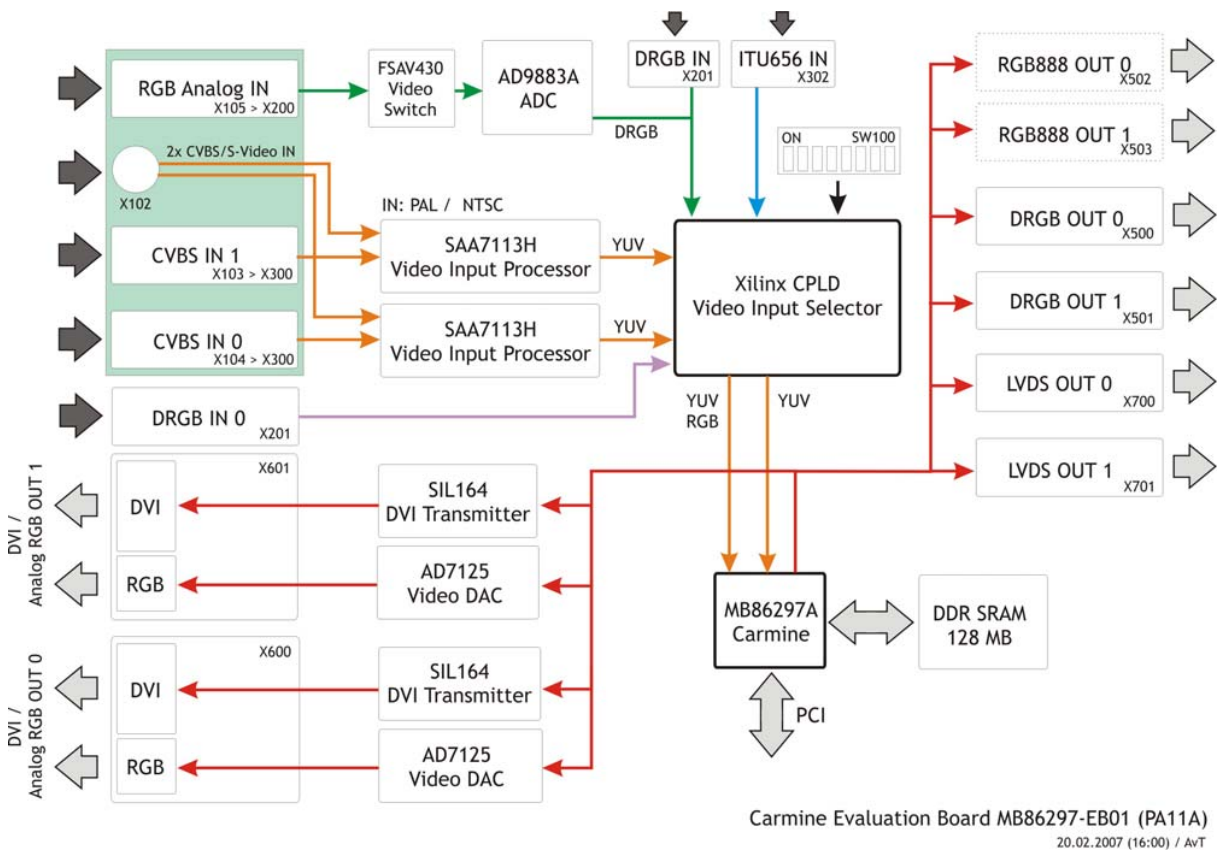 RGB Analog IN
X105 > X200
FSAV430
Video
Switch
AD9883A
ADC
DRGB IN
X201
ITU656 IN
X302
RGB888 OUT 0
X502
DRGB
ON
SW100
RGB888 OUT 1
X503
2x CVBS/S-Video IN
X102
IN: PAL / NTSC
CVBS IN 1
X103 > X300
SAA7113H
Video Input Processor
YUV
DRGB OUT 0
X500
Xilinx CPLD
Video Input Selector
DRGB OUT 1
X501
CVBS IN 0
X104 > X300
SAA7113H
Video Input Processor
YUV
LVDS OUT 0
X700
DRGB IN 0
X201
YUV
RGB
YUV
LVDS OUT 1
X701
DVI /
Analog RGB OUT 1
X601
DVI
RGB
SIL164
DVI Transmitter
AD7125
Video DAC
MB86297A
Carmine
DDR SRAM
128 MB
PCI
DVI /
Analog RGB OUT 0
X600
DVI
RGB
SIL164
DVI Transmitter
AD7125
Video DAC
Carmine Evaluation Board MB86297-EB01 (PA11A)
20.02.2007 (16:00) / AvT